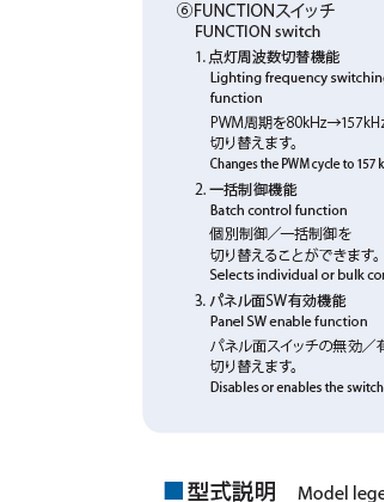 ⑥FUNCTIONスイッチ
FUNCTION switch
1. 点灯周波数切替機能
Lighting frequency switching
function
PWM周期を80kHz→157kHz
切り替えます。
Changes the PWM cycle to 157
2. 一括制御機能
Batch control function
個別制御／一括制御を
切り替えることができます。
Selects individual or bulk
3. パネル面SW有効機能
Panel SW enable function
パネル面スイッチの無効／有
切り替えます。
Disables or enables the switch
■型式説明 Model